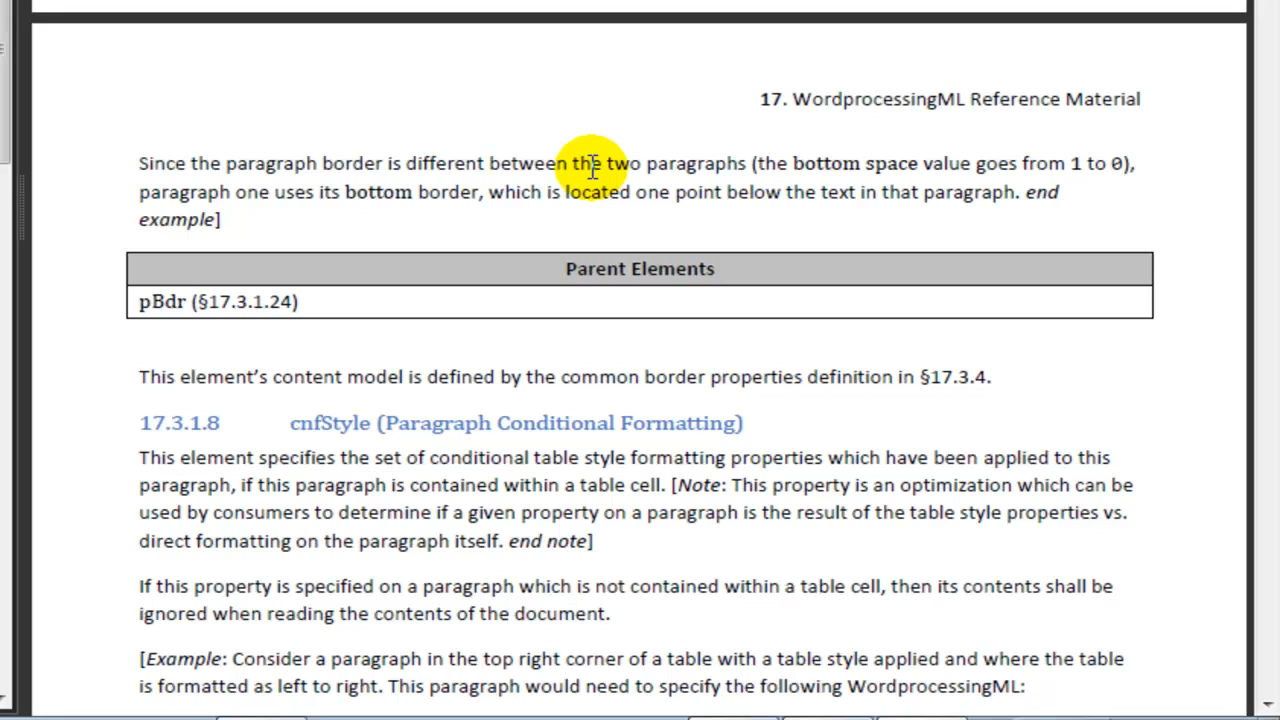 17. WordprocessingML Reference Material
Since the paragraph border is different between the two paragraphs (the bottom space value goes from 1 to 0),
paragraph one uses its bottom border, which is located one point below the text in that paragraph. end
example]
Parent Elements
pBdr (§17.3.1.24)
This element’s content model is defined by the common border properties definition in §17.3.4.
17.3.1.8 cnfStyle (Paragraph Conditional Formatting)
This element specifies the set of conditional table style formatting properties which have been applied to this
paragraph, if this paragraph is contained within a table cell. [Note: This property is an optimization which can be
used by consumers to determine if a given property on a paragraph is the result of the table style properties vs.
direct formatting on the paragraph itself. end note]
If this property is specified on a paragraph which is not contained within a table cell, then its contents shall be
ignored when reading the contents of the document.
[Example: Consider a paragraph in the top right corner of a table with a table style applied and where the table
is formatted as left to right. This paragraph would need to specify the following WordprocessingML: